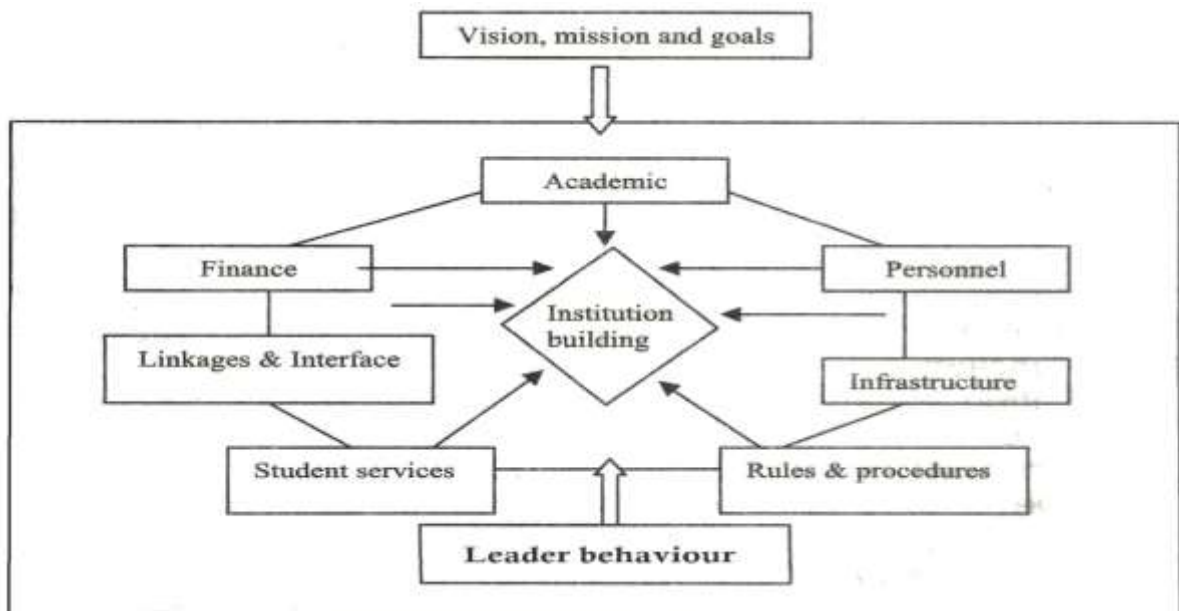 Vision, mission and goals
Academic
Finance
Personnel
Institution
building
Linkages & Interface
Infrastructure
Student services
Rules & procedures
Leader behaviour